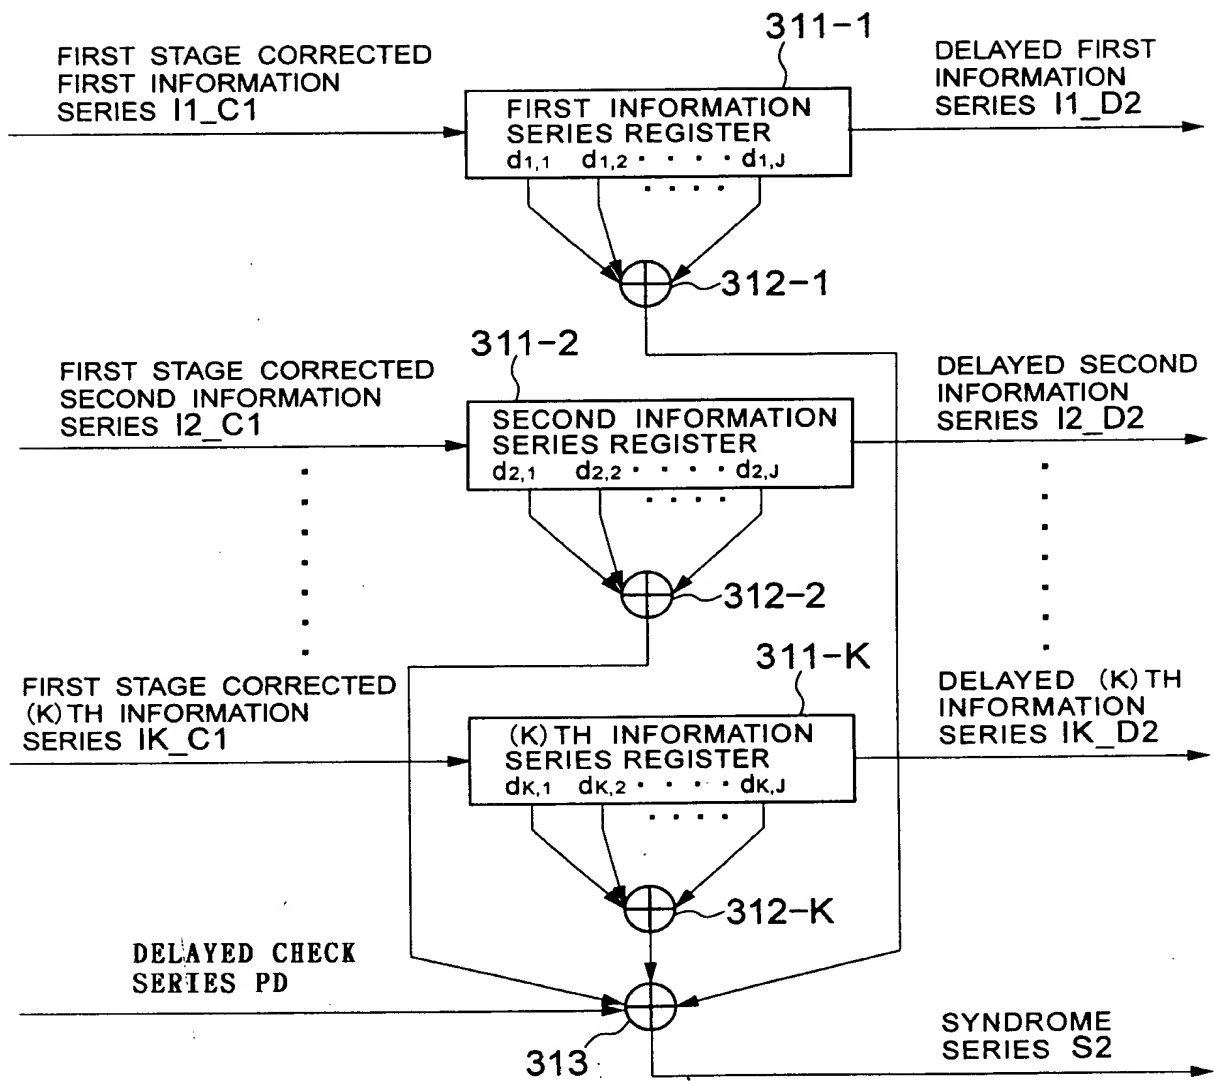 311-1
FIRST STAGE CORRECTED
FIRST INFORMATION
SERIES I1_C1
FIRST INFORMATION
SERIES REGISTER
d1,1 d1,2 · · · · d1,J
· · · ·
DELAYED FIRST
INFORMATION
SERIES I1_D2
312-1
311-2
FIRST STAGE CORRECTED
SECOND INFORMATION
SERIES I2_C1
SECOND INFORMATION
SERIES REGISTER
d2,1 d2,2 · · · · d2,J
· · · ·
DELAYED SECOND
INFORMATION
SERIES I2_D2
312-2
311-K
FIRST STAGE CORRECTED
(K)TH INFORMATION
SERIES IK_C1
(K)TH INFORMATION
SERIES REGISTER
dK,1 dK,2 · · · · dK,J
· · · ·
DELAYED (K)TH
INFORMATION
SERIES IK_D2
312-K
DELAYED CHECK
SERIES PD
313
SYNDROME
SERIES S2